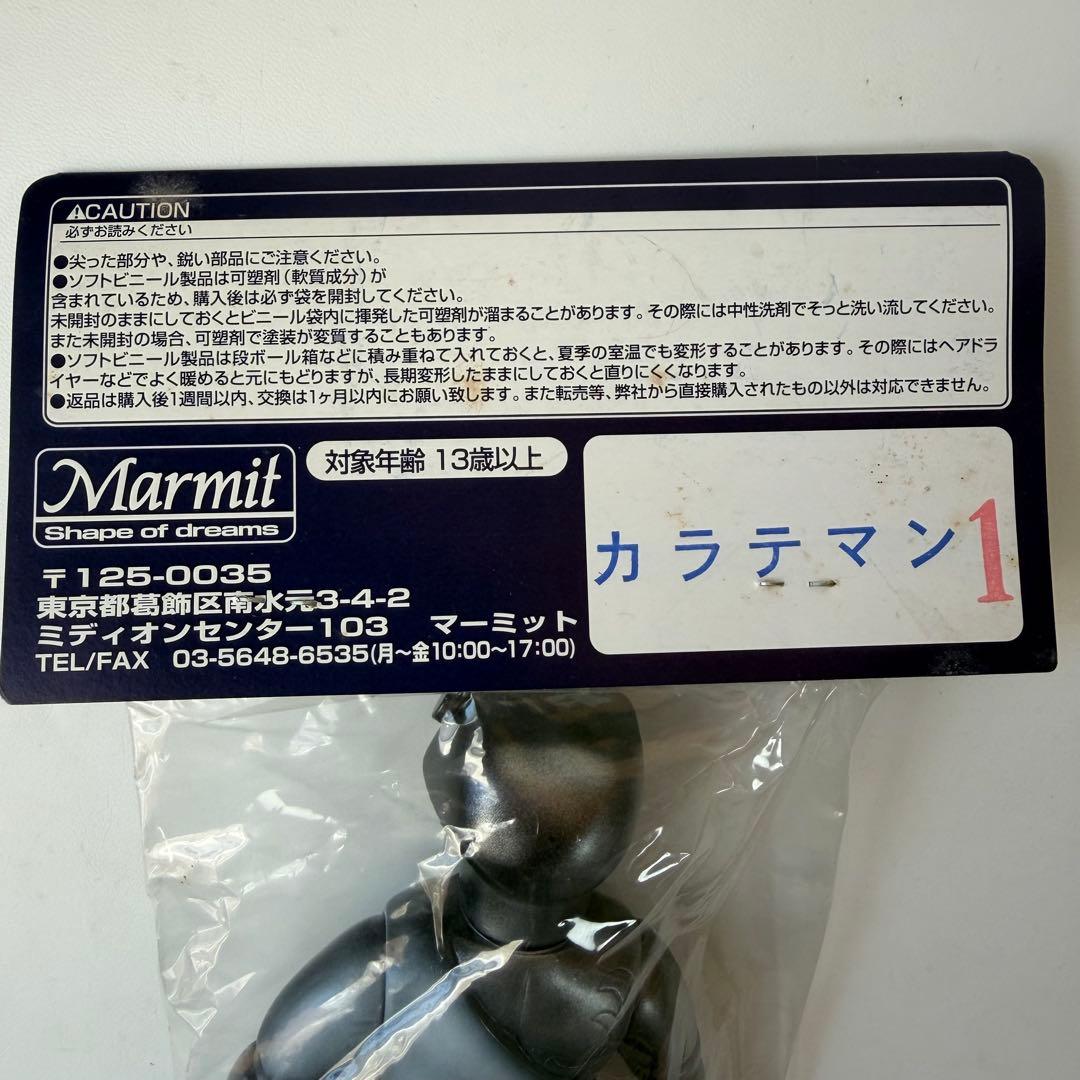 ⚠CAUTION
必ずお読みください
●尖った部分や、鋭い部品にご注意ください。
●ソフトビニール製品は可塑剤（軟質成分）が
含まれているため、購入後は必ず袋を開封してください。
未開封のままにしておくとビニール袋内に揮発した可塑剤が溜まることがあります。その際には中性洗剤でそっと洗い流してください。
また未開封の場合、可塑剤で塗装が変質することもあります。
●ソフトビニール製品は段ボール箱などに積み重ねて入れておくと、夏季の室温でも変形することがあります。その際にはヘアドラ
イヤーなどでよく暖めると元にもどりますが、長期変形したままにしておくと直りにくくなります。
●返品は購入後1週間以内、交換は1ヶ月以内にお願い致します。また転売等、弊社から直接購入されたもの以外は対応できません。
Marmit
Shape of dreams
対象年齢 13歳以上
〒125-0035
東京都葛飾区南水元3-4-2
ミディオンセンター103 マーミット
TEL/FAX 03-5648-6535(月〜金10:00〜17:00)
カラテマン1